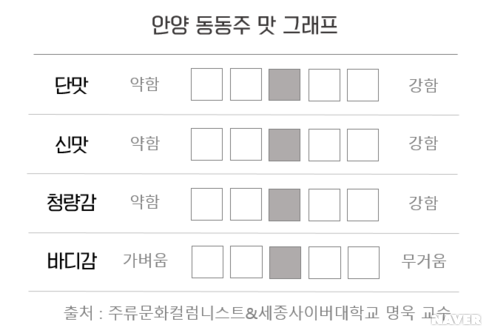 안양 동동주 맛 그래프
단맛 약함 강함
신맛 약함 강함
청량감 약함 강함
바디감 가벼움 무거움
출처 : 주류문화컬럼니스트&세종사이버대학교 명욱 교수
NAVER